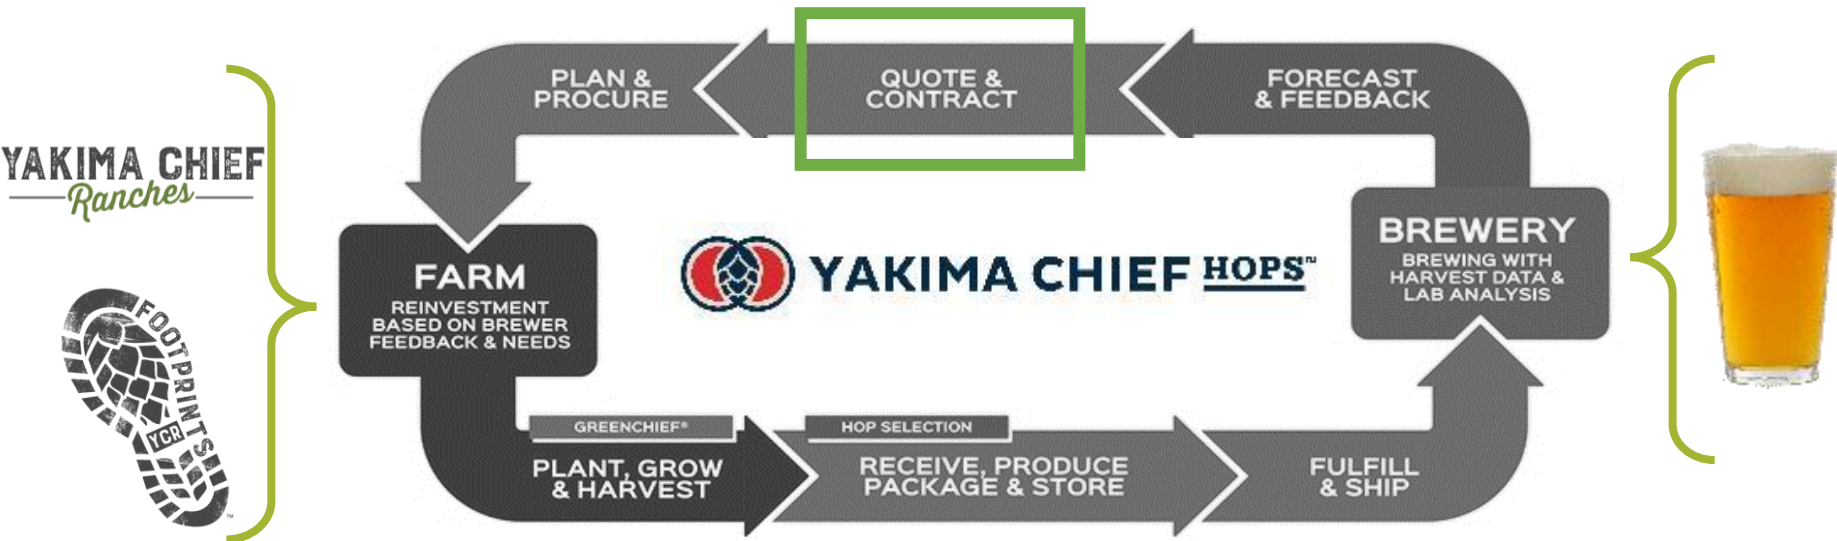 PLAN &
PROCURE
QUOTE &
CONTRACT
FORECAST
& FEEDBACK
YAKIMA CHIEF
Ranches
FOOTPRINTS
YCR
™
FARM
REINVESTMENT
BASED ON BREWER
FEEDBACK & NEEDS
YAKIMA CHIEF HOPS™
BREWERY
BREWING WITH
HARVEST DATA &
LAB ANALYSIS
GREENCHIEF®
PLANT, GROW
& HARVEST
HOP SELECTION
RECEIVE, PRODUCE
PACKAGE & STORE
FULFILL
& SHIP